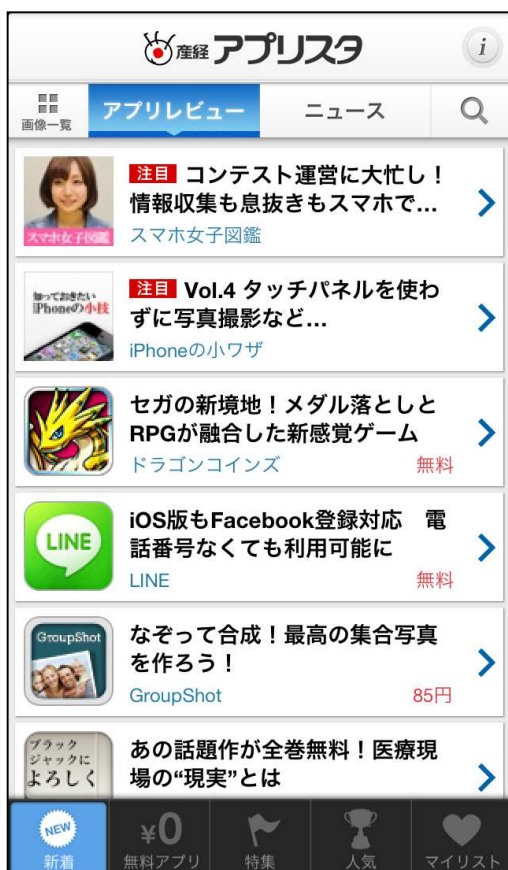 産経アプリスタ
i
画像一覧
アプリレビュー
ニュース
スマホ女子図鑑
注目 コンテスト運営に大忙し！
情報収集も息抜きもスマホで…
スマホ女子図鑑
知っておきたい
iPhoneの小技
注目 Vol.4 タッチパネルを使わ
ずに写真撮影など…
iPhoneの小ワザ
セガの新境地！メダル落としと
RPGが融合した新感覚ゲーム
ドラゴンコインズ
無料
LINE
iOS版もFacebook登録対応　電
話番号なくても利用可能に
LINE
無料
GroupShot
なぞって合成！最高の集合写真
を作ろう！
GroupShot
85円
ブラック
ジャックに
よろしく
あの話題作が全巻無料！医療現
場の“現実”とは
NEW
新着
¥0
無料アプリ
特集
人気
マイリスト